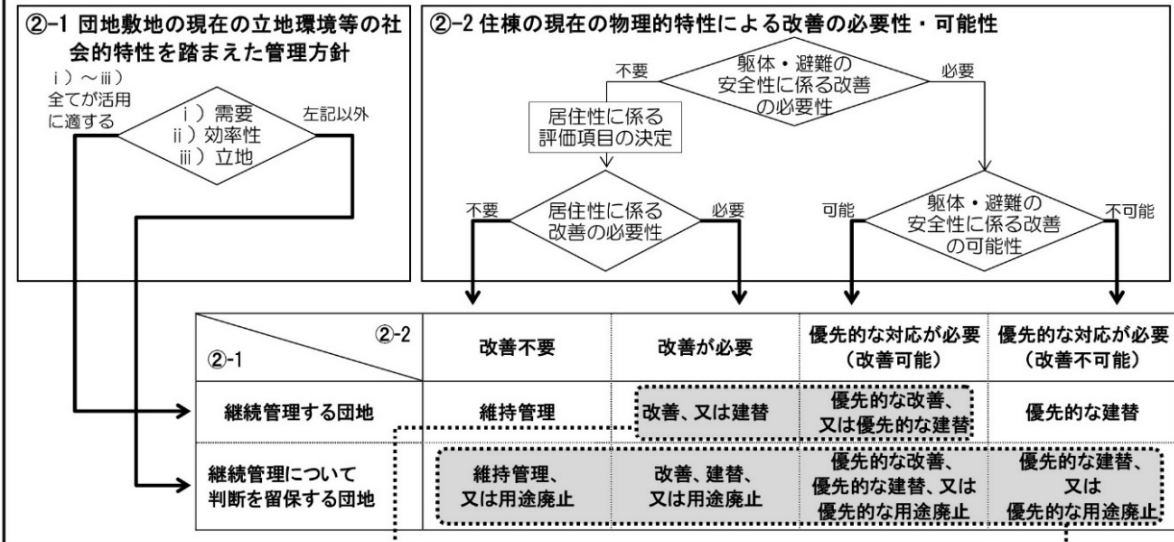 ②-1 団地敷地の現在の立地環境等の社
会的特性を踏まえた管理方針
ⅰ）～ⅲ）
全てが活用
に適する
ⅰ）需要
ⅱ）効率性
ⅲ）立地
左記以外
②-2 住棟の現在の物理的特性による改善の必要性・可能性
不要
躯体・避難の
安全性に係る改善
の必要性
必要
居住性に係る
評価項目の決定
不要
居住性に係る
改善の必要性
必要
可能
躯体・避難の
安全性に係る改善
の可能性
不可能
②-2
②-1
改善不要
改善が必要
優先的な対応が必要
（改善可能）
優先的な対応が必要
（改善不可能）
継続管理する団地
維持管理
改善、又は建替
優先的な改善、
又は優先的な建替
優先的な建替
継続管理について
判断を留保する団地
維持管理、
又は用途廃止
改善、建替、
又は用途廃止
優先的な改善、
優先的な建替、又は
優先的な用途廃止
優先的な建替、
又は
優先的な用途廃止